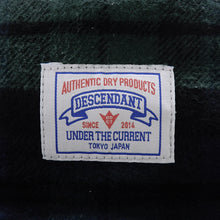 AUTHENTIC DRY PRODUCTS
DESCENDANT
SINCE 2014
UNDER THE CURRENT
TOKYO JAPAN